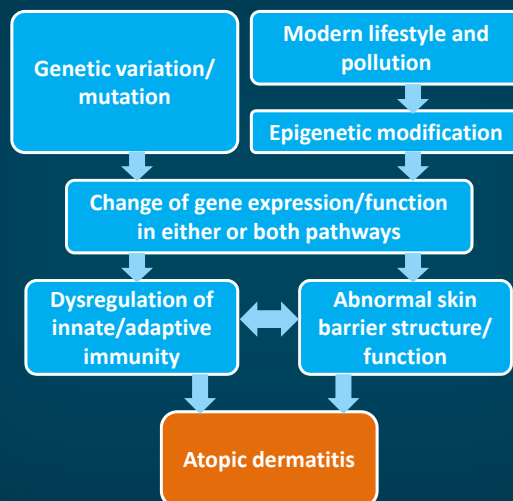 Genetic variation/
mutation
Modern lifestyle and
pollution
Epigenetic modification
Change of gene expression/function
in either or both pathways
Dysregulation of
innate/adaptive
immunity
Abnormal skin
barrier structure/
function
Atopic dermatitis